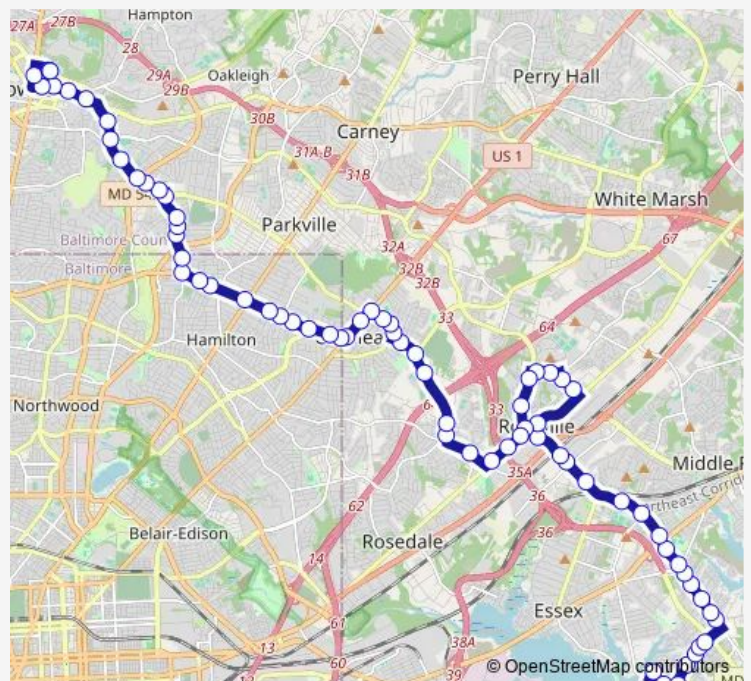 Hampton
27A
27B
28
29A
29B
Oakleigh
Perry Hall
30B
Carney
31A-B
31B
US 1
MD 54
White Marsh
Parkville
Baltimore Coun
Baltimore
67
32A
32B
32B
33
64
Hamilton
Northwood
33
35A
Middle R
36
36
62
Belair-Edison
Rosedale
14
Essex
61
13
38A
60
39
© OpenStreetMap contributors
MD